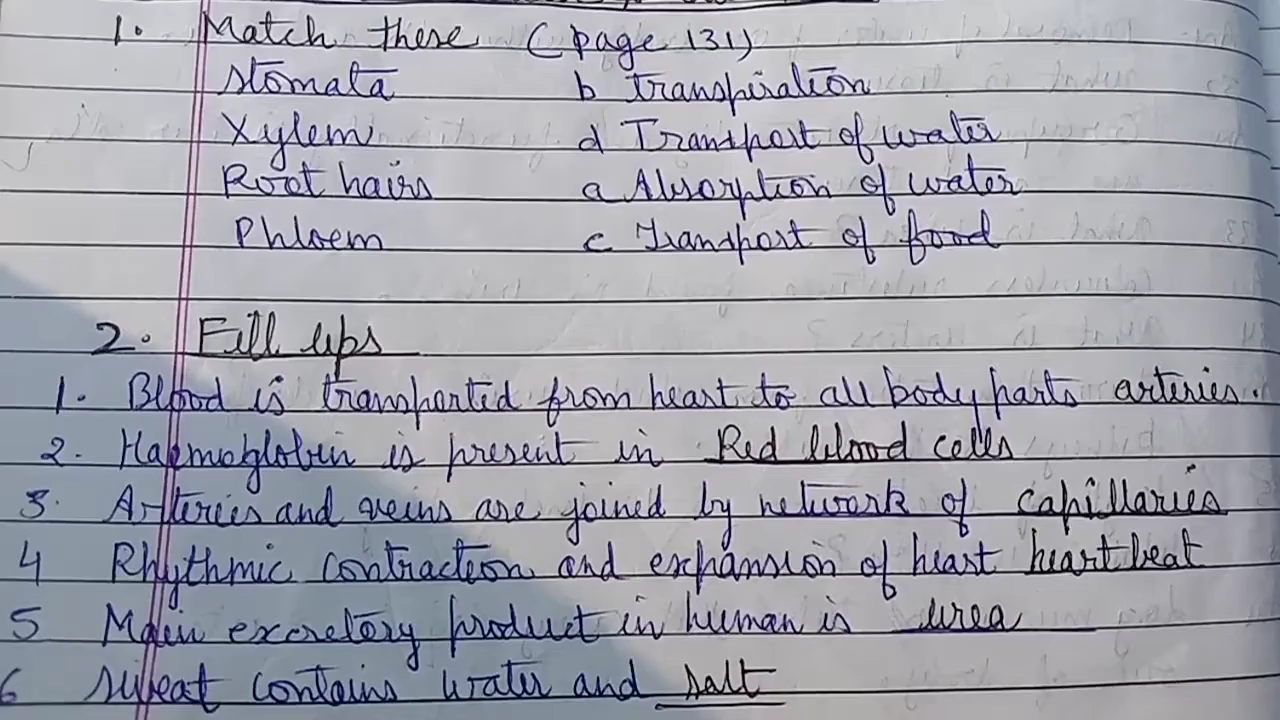 1. Match these (page 131)
Stomata b transpiration
Xylem d Transport of water
Root hairs a Absorption of water
Phloem c Transport of food
2. Fill ups
1. Blood is transported from heart to all body parts arteries.
2. Haemoglobin is present in Red blood cells
3. Arteries and veins are joined by network of capillaries
4 Rhythmic contraction and expansion of heart heartbeat
5 Main excretory product in human is urea
6 sweat contains water and salt